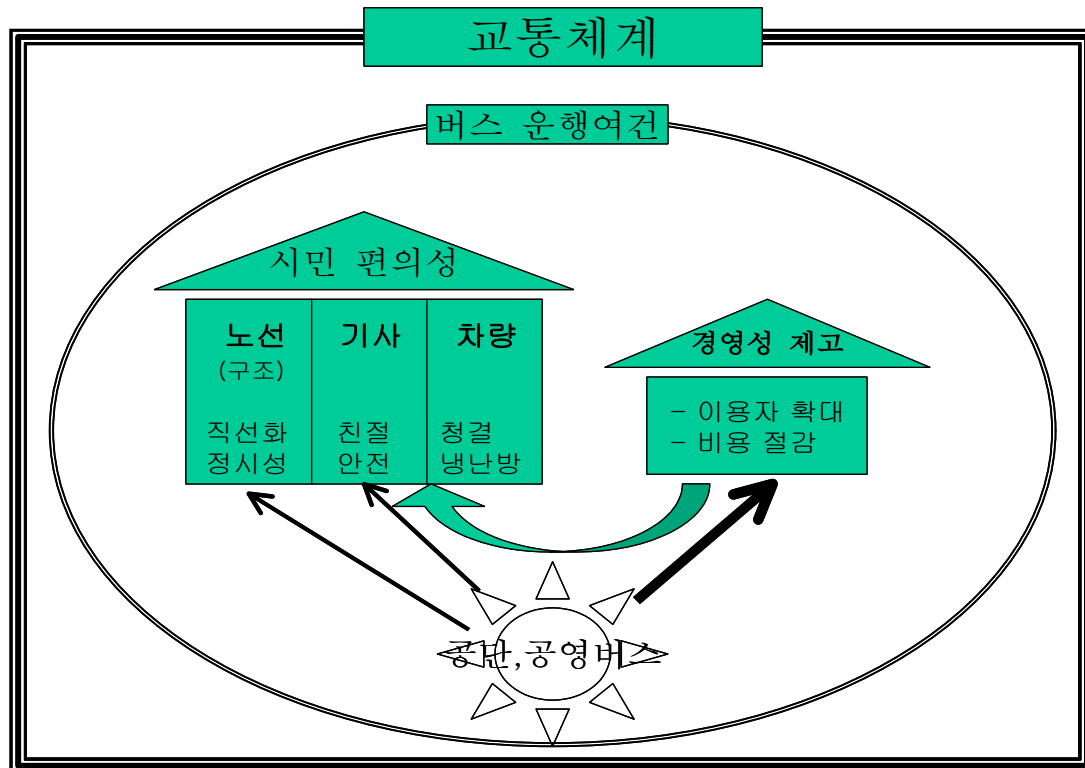 교통체계
버스 운행여건
시민 편의성
노선
(구조)
직선화
정시성
기사
친절
안전
차량
청결
냉난방
경영성 제고
- 이용자 확대
- 비용 절감
공단,공영버스